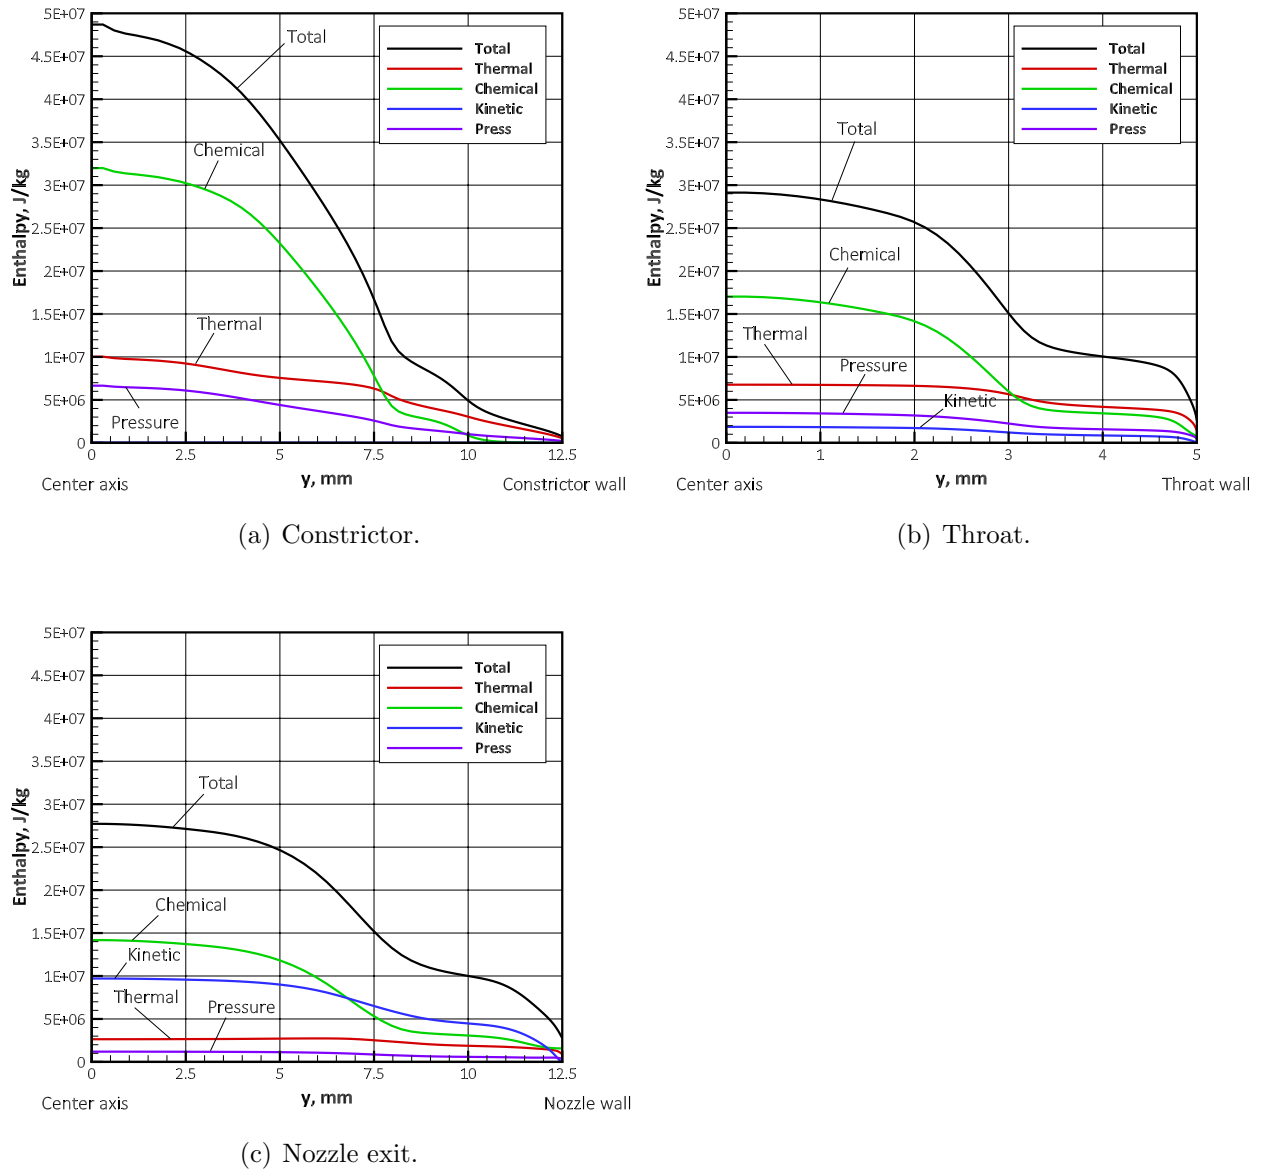 5E+07
4.5E+07
4E+07
3.5E+07
3E+07
2.5E+07
2E+07
1.5E+07
1E+07
5E+06
0
Enthalpy, J/kg
Total
Thermal
Chemical
Kinetic
Press
Total
Chemical
Thermal
Pressure
0 2.5 5 7.5 10 12.5
Center axis y, mm Constrictor wall
(a) Constrictor.
5E+07
4.5E+07
4E+07
3.5E+07
3E+07
2.5E+07
2E+07
1.5E+07
1E+07
5E+06
0
Enthalpy, J/kg
Total
Thermal
Chemical
Kinetic
Press
Total
Chemical
Thermal
Pressure
Kinetic
0 1 2 3 4 5
Center axis y, mm Throat wall
(b) Throat.
5E+07
4.5E+07
4E+07
3.5E+07
3E+07
2.5E+07
2E+07
1.5E+07
1E+07
5E+06
0
Enthalpy, J/kg
Total
Thermal
Chemical
Kinetic
Press
Total
Chemical
Kinetic
Thermal
Pressure
0 2.5 5 7.5 10 12.5
Center axis y, mm Nozzle wall
(c) Nozzle exit.